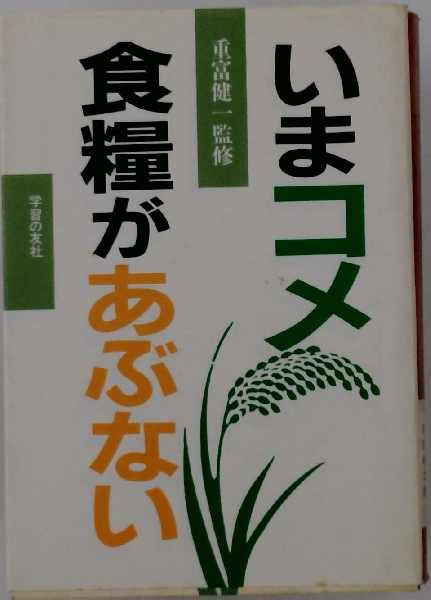 いまコメ
食糧があぶない
重富健一監修
学習の友社